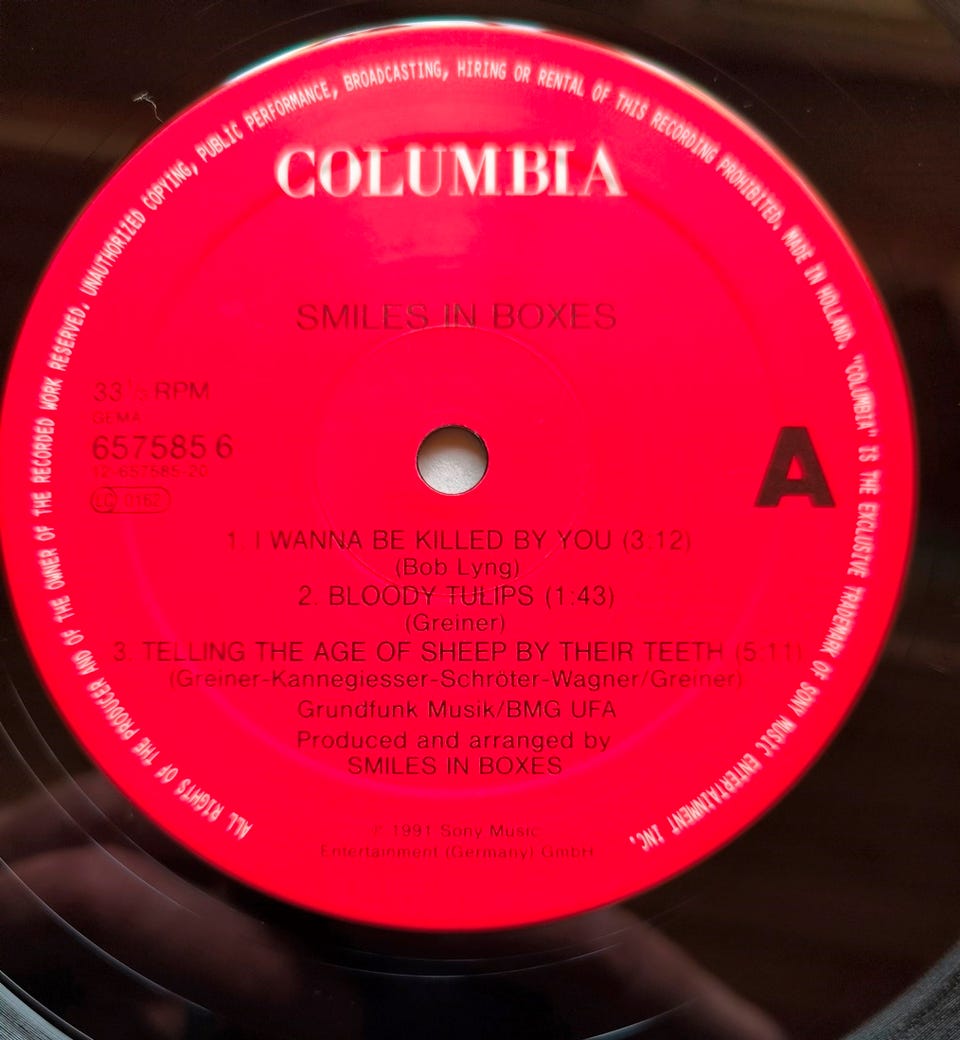 ALL RIGHTS OF THE PRODUCER AND OF THE OWNER OF THE RECORDED WORK RESERVED. UNAUTHORIZED COPYING, PUBLIC PERFORMANCE, BROADCASTING, HIRING OR RENTAL OF THIS RECORDING PROHIBITED. MADE IN HOLLAND. "COLUMBIA" IS THE EXCLUSIVE TRADEMARK OF SONY MUSIC ENTERTAINMENT INC.
COLUMBIA
SMILES IN BOXES
33⅓ RPM
GEMA
657585 6
12-657585-20
LC 0162
A
1. I WANNA BE KILLED BY YOU (3:12)
(Bob Lyng)
2. BLOODY TULIPS (1:43)
(Greiner)
3. TELLING THE AGE OF SHEEP BY THEIR TEETH (5:11)
(Greiner-Kannegiesser-Schröter-Wagner/Greiner)
Grundfunk Musik/BMG UFA
Produced and arranged by
SMILES IN BOXES
℗ 1991 Sony Music
Entertainment (Germany) GmbH